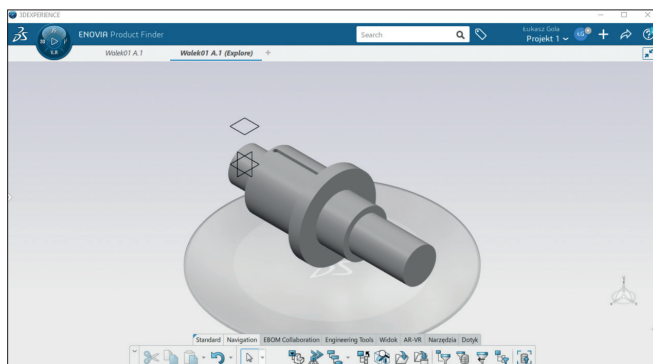 3DEXPERIENCE
ENOVIA Product Finder
Search
Łukasz Gola
Projekt 1
Walek01 A.1
Walek01 A.1 (Explore)
+
Standard Navigation EBOM Collaboration Engineering Tools Widok AR-VR Narzędzia Dotyk